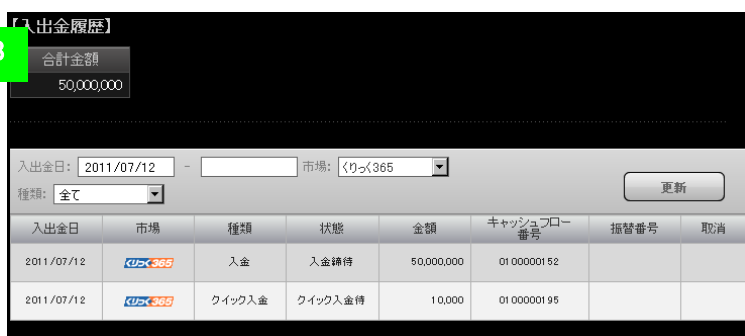 【入出金履歴】
3
合計金額
50,000,000
入出金日: 2011/07/12 - 市場: くりっく365
種類: 全て 更新
入出金日 市場 種類 状態 金額 キャッシュフロー番号 振替番号 取消
2011/07/12 くりっく365 入金 入金締待 50,000,000 0100000152
2011/07/12 くりっく365 クイック入金 クイック入金待 10,000 0100000195